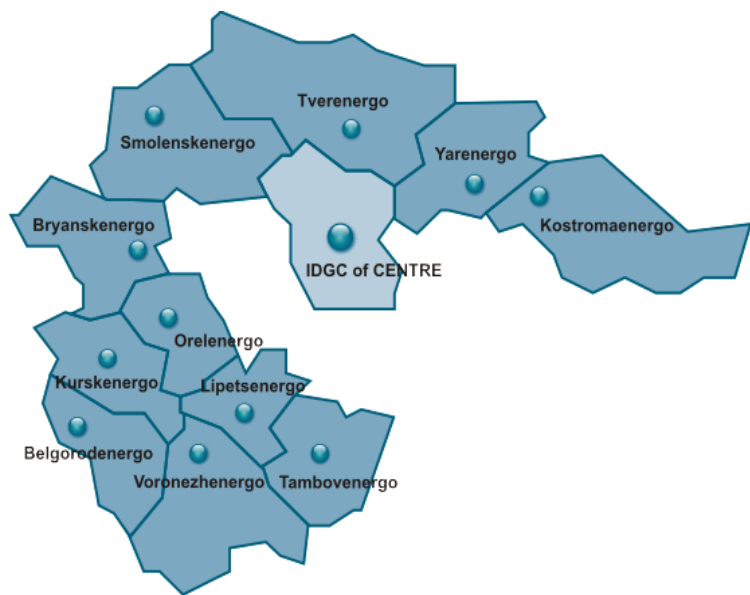 Tverenergo
Smolenskenergo
Yarenergo
Kostromaenergo
Bryanskenergo
IDGC of CENTRE
Orelenergo
Kurskenergo
Lipetsenergo
Belgorodenergo
Voronezhenergo
Tambovenergo